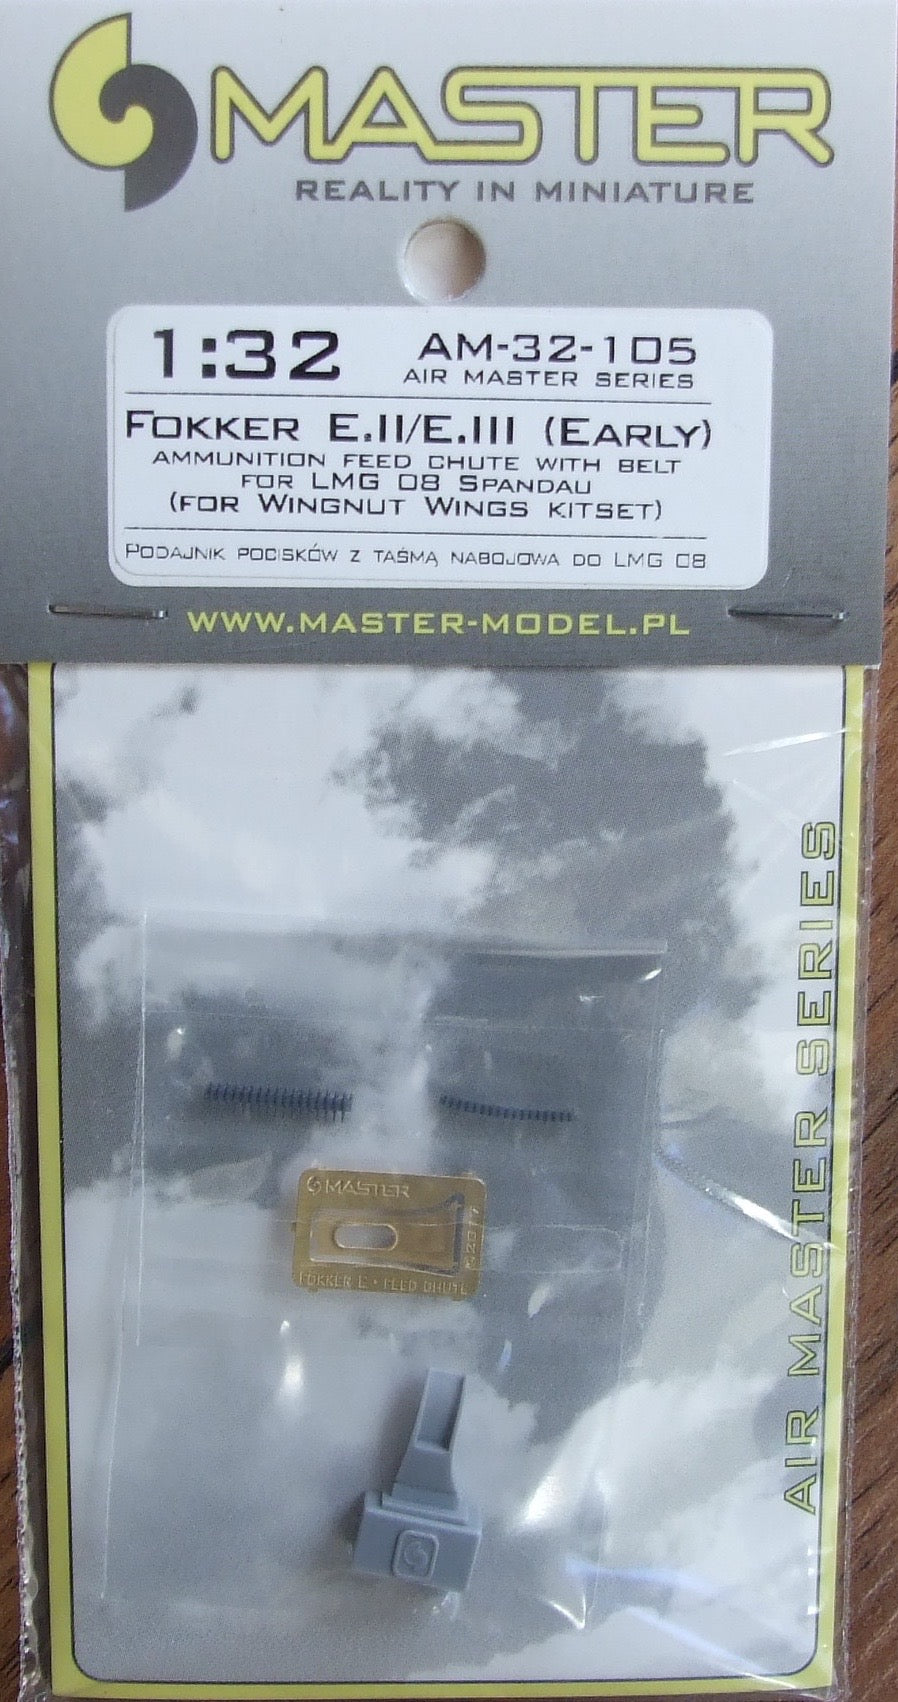 MASTER
REALITY IN MINIATURE
1:32
AM-32-105
AIR MASTER SERIES
FOKKER E.II/E.III (EARLY)
AMMUNITION FEED CHUTE WITH BELT
FOR LMG 08 SPANDAU
(FOR WINGNUT WINGS KITSET)
PODAJNIK POCISKÓW Z TAŚMĄ NABOJOWA DO LMG 08
WWW.MASTER-MODEL.PL
AIR MASTER SERIES
MASTER
FOKKER E • FEED CHUTE